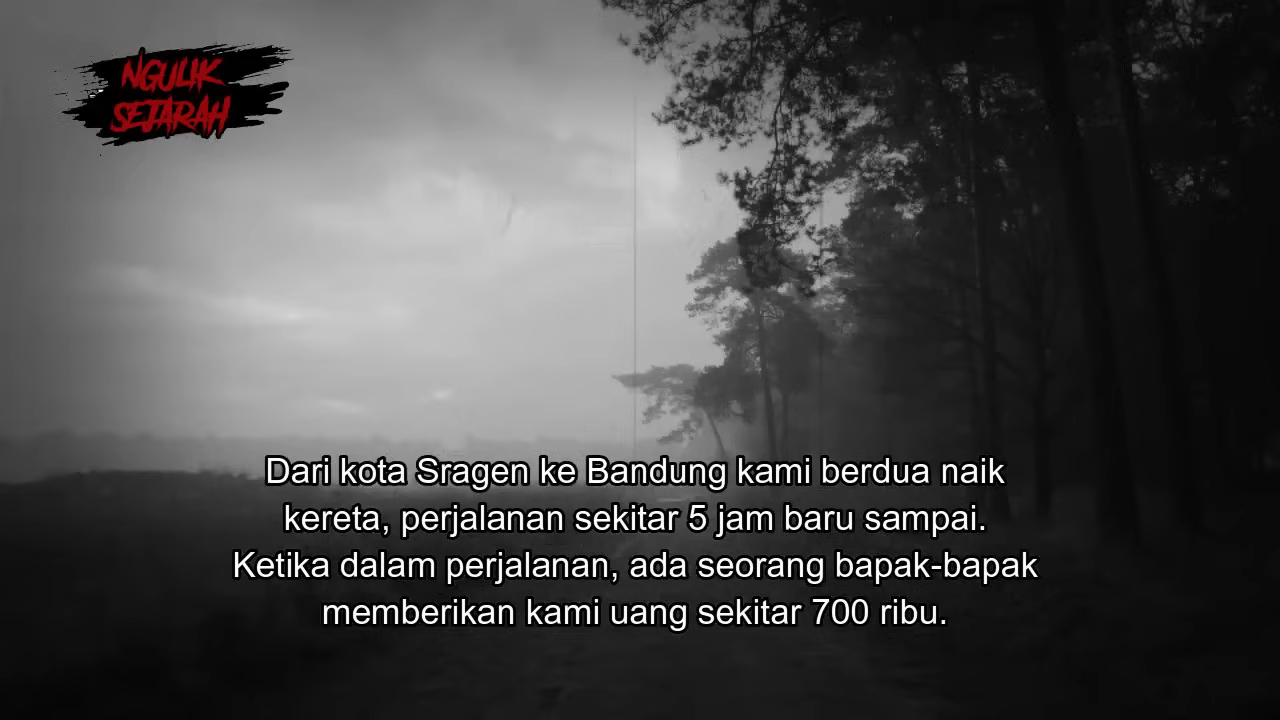 NGULIK
SEJARAH
Dari kota Sragen ke Bandung kami berdua naik
kereta, perjalanan sekitar 5 jam baru sampai.
Ketika dalam perjalanan, ada seorang bapak-bapak
memberikan kami uang sekitar 700 ribu.